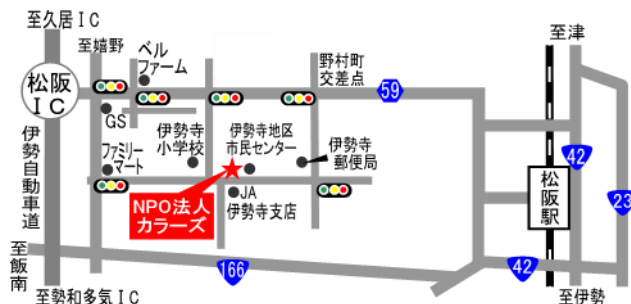 至久居IC
至嬉野
ベル
ファーム
野村町
交差点
至津
松阪
IC
59
GS
伊勢寺
小学校
伊勢寺地区
市民センター
伊勢寺
郵便局
ファミリー
マート
伊勢自動車道
42
松阪駅
23
NPO法人
カラーズ
JA
伊勢寺支店
至飯南
166
42
至勢和多気IC
至伊勢